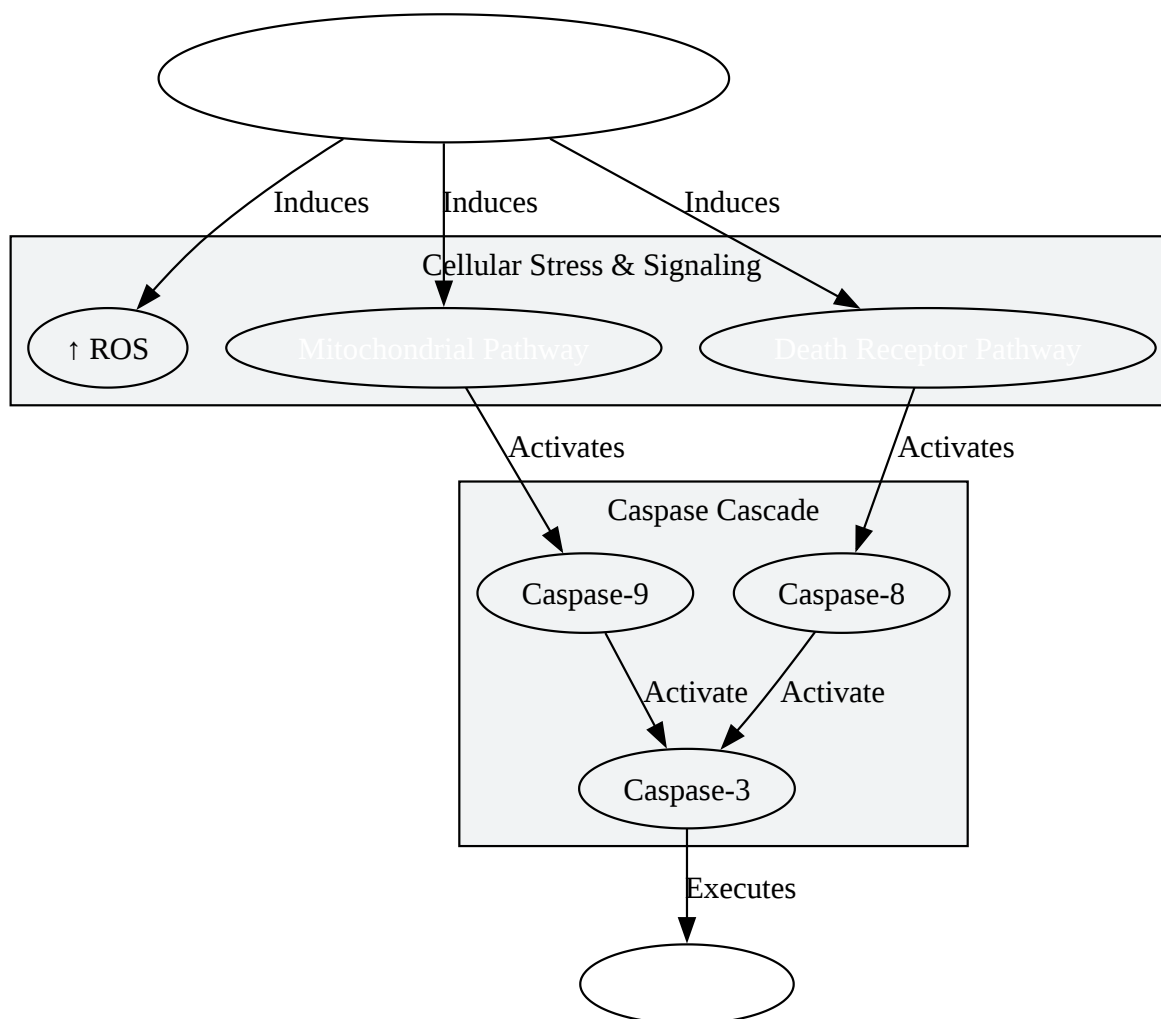 Induces
Induces
Induces
Cellular Stress & Signaling
↑ ROS
Mitochondrial Pathway
Death Receptor Pathway
Activates
Activates
Caspase Cascade
Caspase-9
Caspase-8
Activate
Activate
Caspase-3
Executes